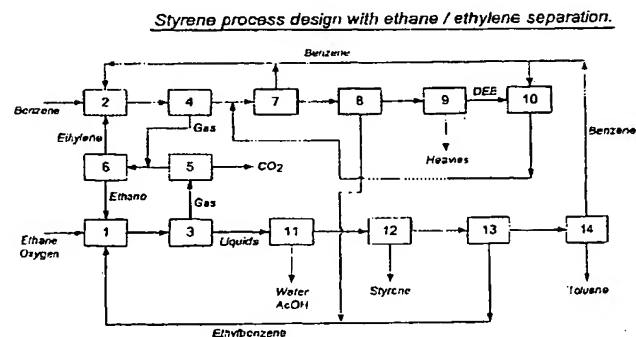 Styrene process design with ethane / ethylene separation.
Benzene
DEE
Benzene
2
4
7
8
9
10
Gas
Ethylene
Benzene
6
5
CO2
Heavies
Ethano
Gas
1
3
11
12
13
14
Ethane
Oxygen
Liquids
Water
AcOH
Styrene
Toluene
Ethylbenzene